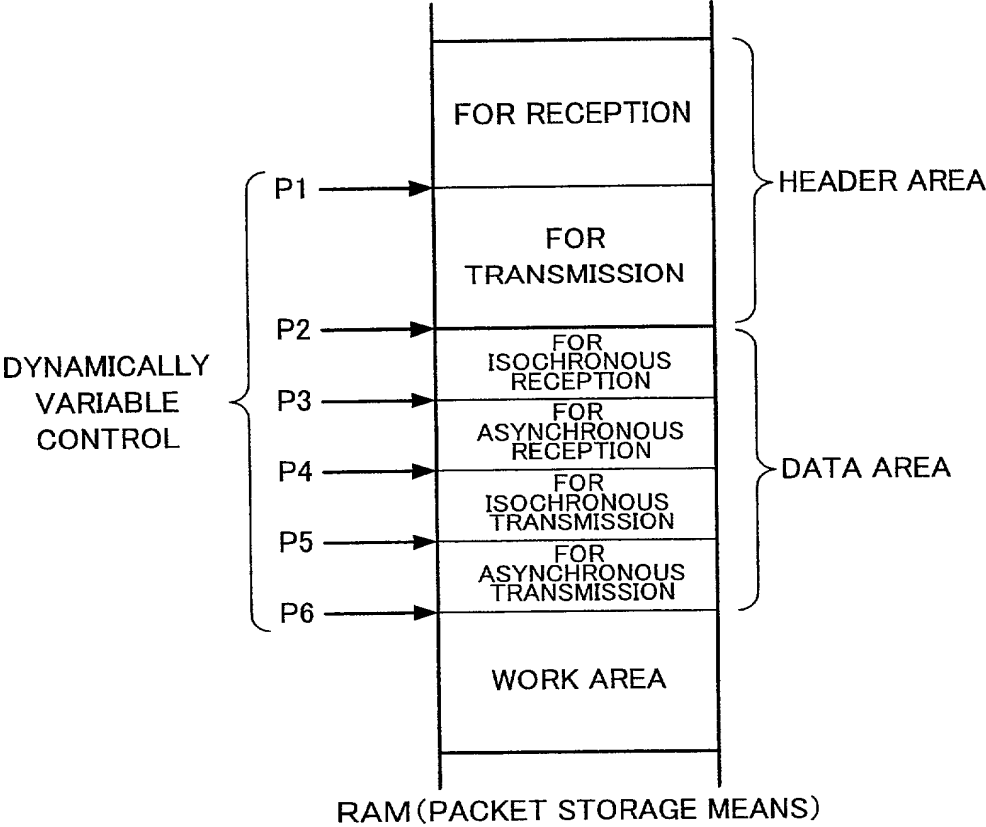 FOR RECEPTION
P1
HEADER AREA
FOR
TRANSMISSION
P2
FOR
ISOCHRONOUS
RECEPTION
DYNAMICALLY
VARIABLE
CONTROL
P3
FOR
ASYNCHRONOUS
RECEPTION
P4
DATA AREA
FOR
ISOCHRONOUS
TRANSMISSION
P5
FOR
ASYNCHRONOUS
TRANSMISSION
P6
WORK AREA
RAM (PACKET STORAGE MEANS)